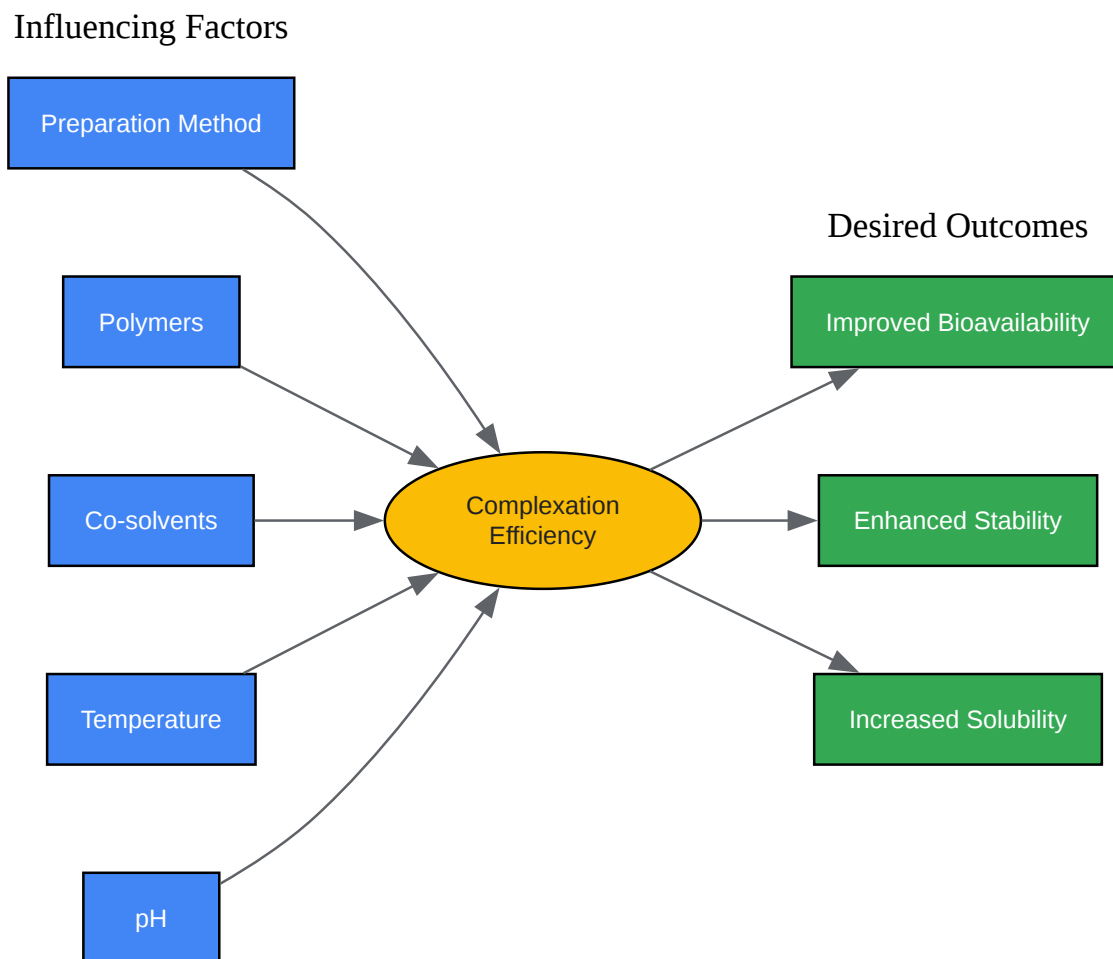 Influencing Factors
Preparation Method
Polymers
Co-solvents
Temperature
pH
Complexation
Efficiency
Desired Outcomes
Improved Bioavailability
Enhanced Stability
Increased Solubility